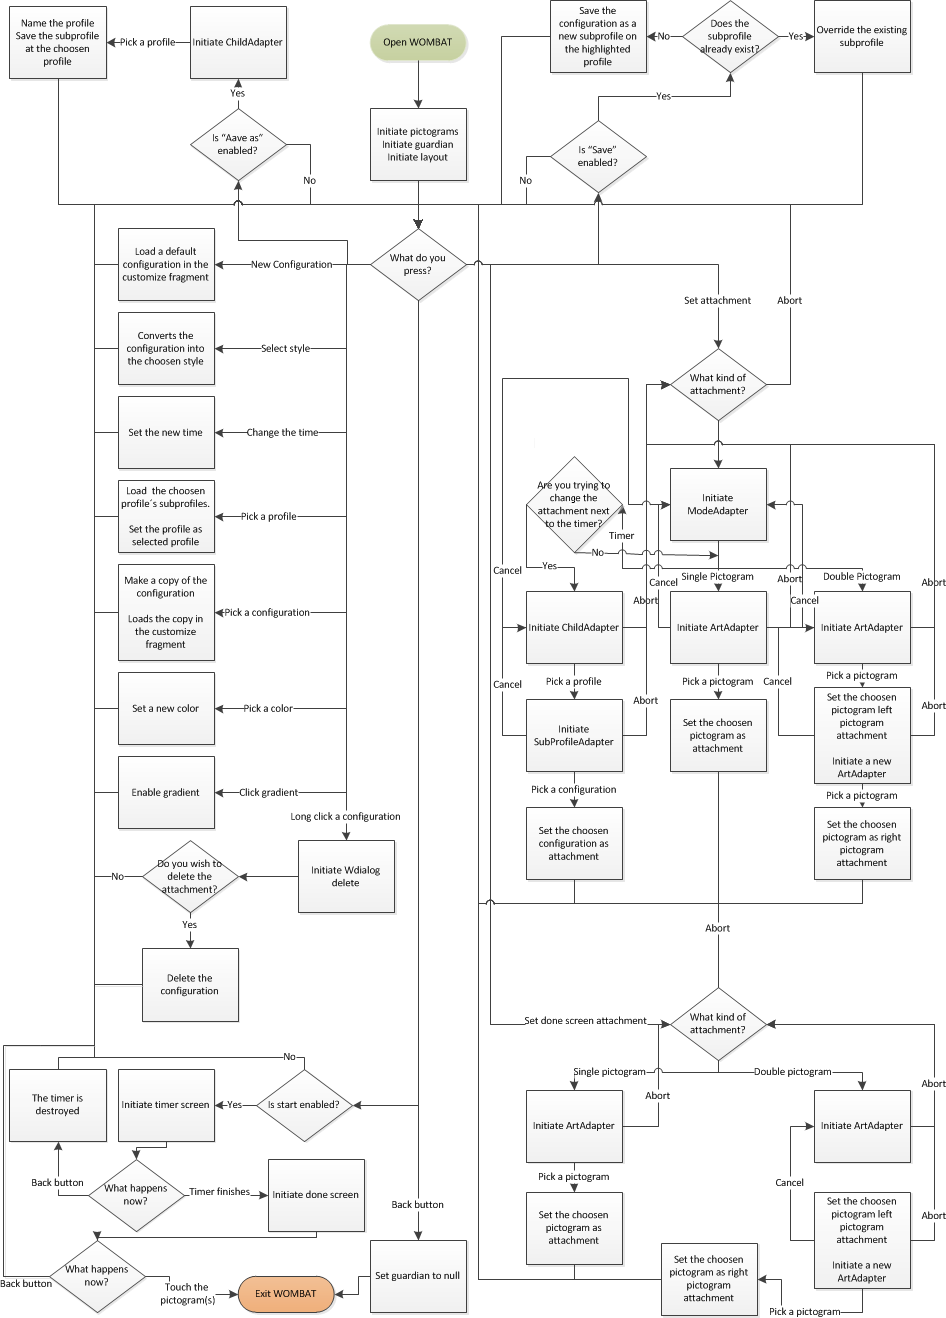 Name the profile
Save the subprofile
at the choosen
profile
Pick a profile
Initiate ChildAdapter
Open WOMBAT
Save the
configuration as a
new subprofile on
the highlighted
profile
No
Does the
subprofile
already exist?
Yes
Override the existing
subprofile
Yes
Is "Aave as"
enabled?
No
Initiate pictograms
Initiate guardian
Initiate layout
Yes
Is "Save"
enabled?
No
Load a default
configuration in the
customize fragment
New Configuration
What do you
press?
Set attachment
Abort
Converts the
configuration into
the choosen style
Select style
What kind of
attachment?
Set the new time
Change the time
Load  the choosen
profile´s subprofiles.
Set the profile as
selected profile
Pick a profile
Are you trying to
change the
attachment next
to the timer?
Initiate
ModeAdapter
Timer
No
Yes
Cancel
Cancel
Single Pictogram
Abort
Double Pictogram
Abort
Abort
Cancel
Make a copy of the
configuration
Loads the copy in
the customize
fragment
Pick a configuration
Initiate ChildAdapter
Initiate ArtAdapter
Initiate ArtAdapter
Pick a profile
Pick a pictogram
Pick a pictogram
Cancel
Cancel
Abort
Abort
Set a new color
Pick a color
Initiate
SubProfileAdapter
Set the choosen
pictogram as
attachment
Set the choosen
pictogram left
pictogram
attachment
Initiate a new
ArtAdapter
Enable gradient
Click gradient
Pick a configuration
Pick a pictogram
Long click a configuration
Set the choosen
configuration as
attachment
Set the choosen
pictogram as right
pictogram
attachment
Do you wish to
delete the
attachment?
No
Initiate Wdialog
delete
Yes
Abort
Delete the
configuration
Set done screen attachment
What kind of
attachment?
No
Single pictogram
Double pictogram
Abort
Abort
The timer is
destroyed
Initiate timer screen
Yes
Is start enabled?
Initiate ArtAdapter
Initiate ArtAdapter
Back button
What happens
now?
Timer finishes
Initiate done screen
Pick a pictogram
Cancel
Back button
Set the choosen
pictogram as
attachment
Set the choosen
pictogram left
pictogram
attachment
Initiate a new
ArtAdapter
Abort
Back button
What happens
now?
Touch the
pictogram(s)
Exit WOMBAT
Set guardian to null
Set the choosen
pictogram as right
pictogram
attachment
Pick a pictogram